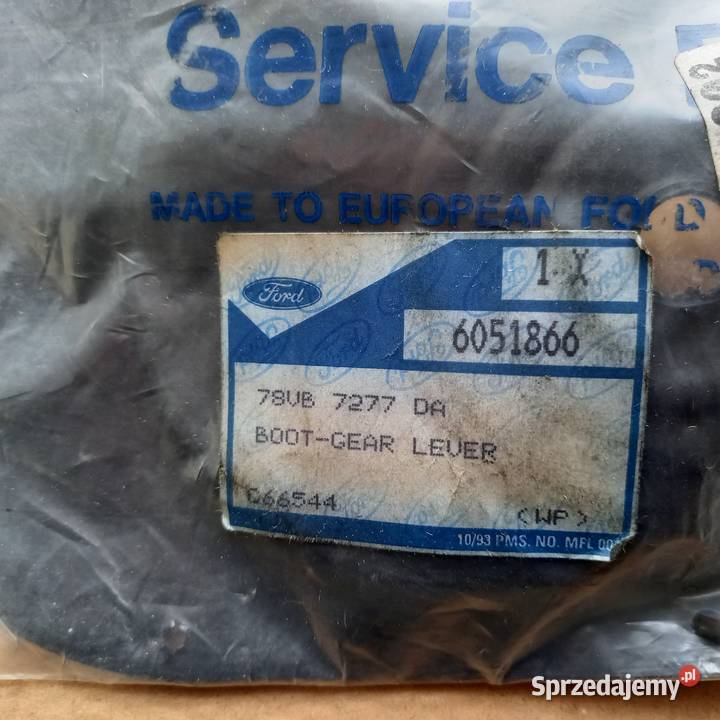 Service
MADE TO EUROPEAN
Ford
1 X
6051866
78VB 7277 DA
BOOT-GEAR LEVER
066544
(WP)
10/93 PMS. NO. MFL
Sprzedajemy.pl